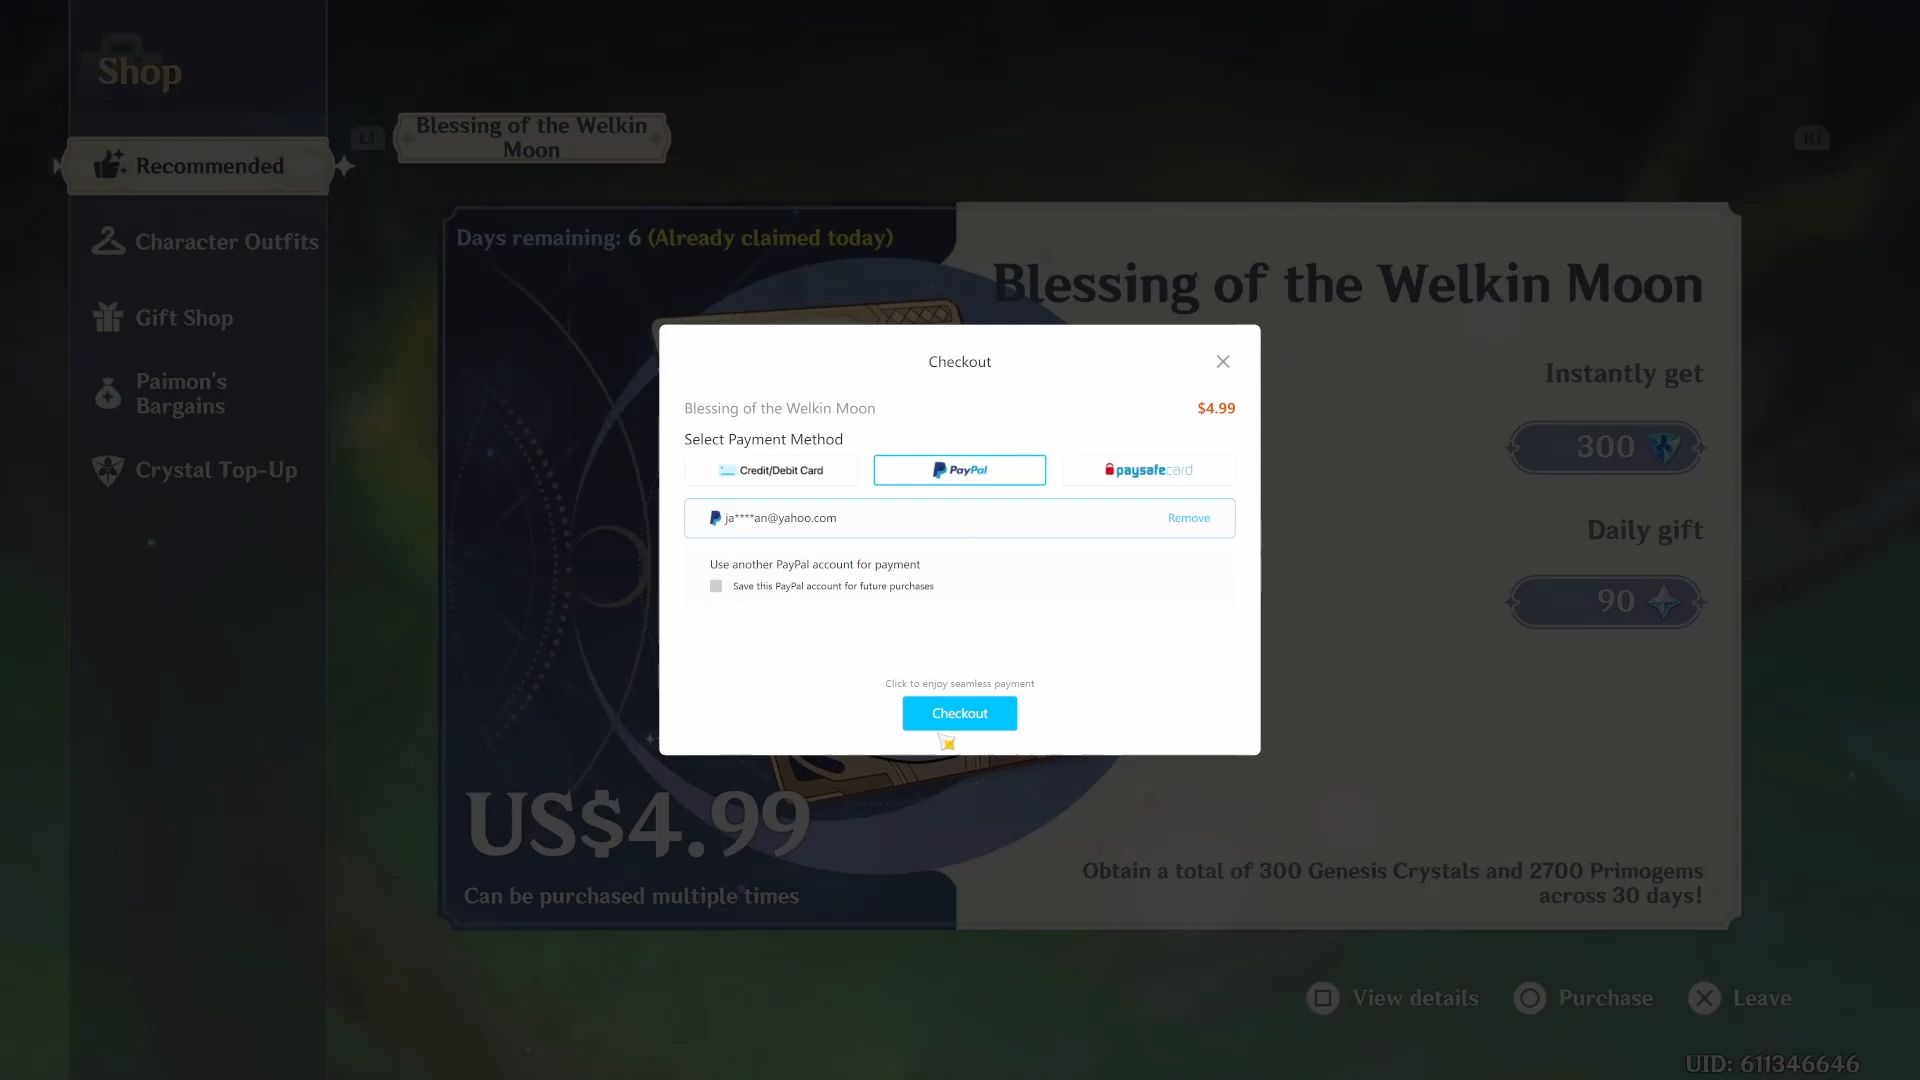 Shop
Recommended
Character Outfits
Gift Shop
Paimon's
Bargains
Crystal Top-Up
L1
Blessing of the Welkin
Moon
R1
Days remaining: 6 (Already claimed today)
Blessing of the Welkin Moon
Instantly get
300
Daily gift
90
Checkout
Blessing of the Welkin Moon
$4.99
Select Payment Method
Credit/Debit Card
PayPal
paysafecard
ja****an@yahoo.com
Remove
Use another PayPal account for payment
Save this PayPal account for future purchases
Click to enjoy seamless payment
Checkout
US$4.99
Can be purchased multiple times
Obtain a total of 300 Genesis Crystals and 2700 Primogems
across 30 days!
View details
Purchase
Leave
UID: 611346646